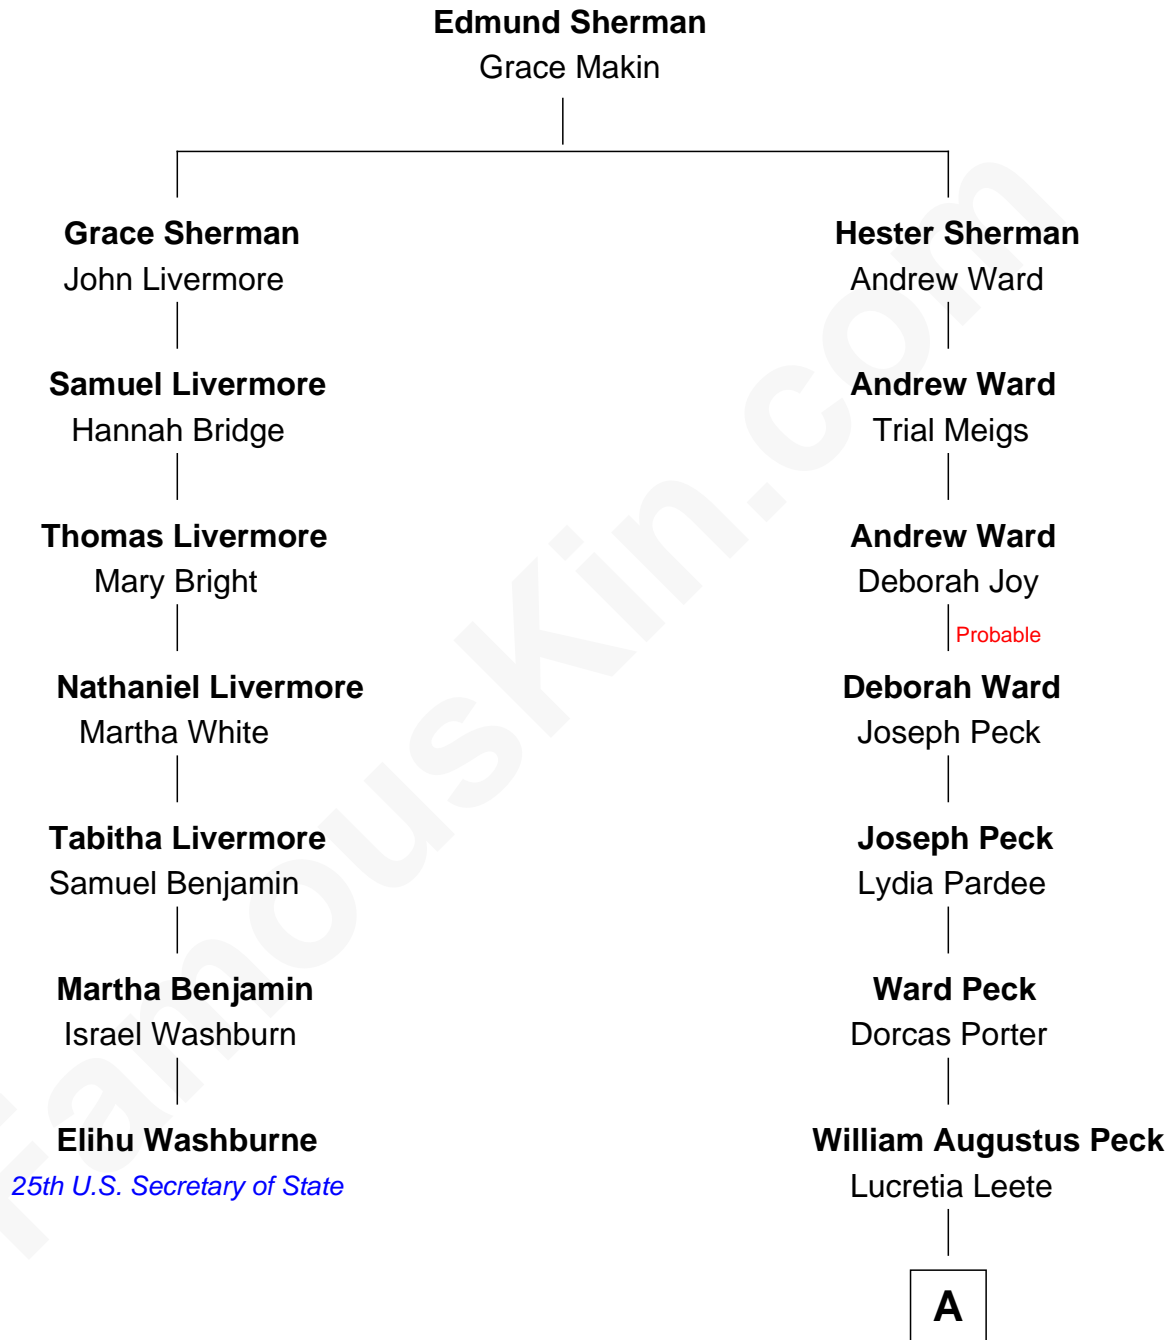 Edmund Sherman
Grace Makin
Grace Sherman
John Livermore
Hester Sherman
Andrew Ward
Samuel Livermore
Hannah Bridge
Andrew Ward
Trial Meigs
Thomas Livermore
Mary Bright
Andrew Ward
Deborah Joy
Probable
Nathaniel Livermore
Martha White
Deborah Ward
Joseph Peck
Tabitha Livermore
Samuel Benjamin
Joseph Peck
Lydia Pardee
Martha Benjamin
Israel Washburn
Ward Peck
Dorcas Porter
Elihu Washburne
25th U.S. Secretary of State
William Augustus Peck
Lucretia Leete
A
FamousKin.com